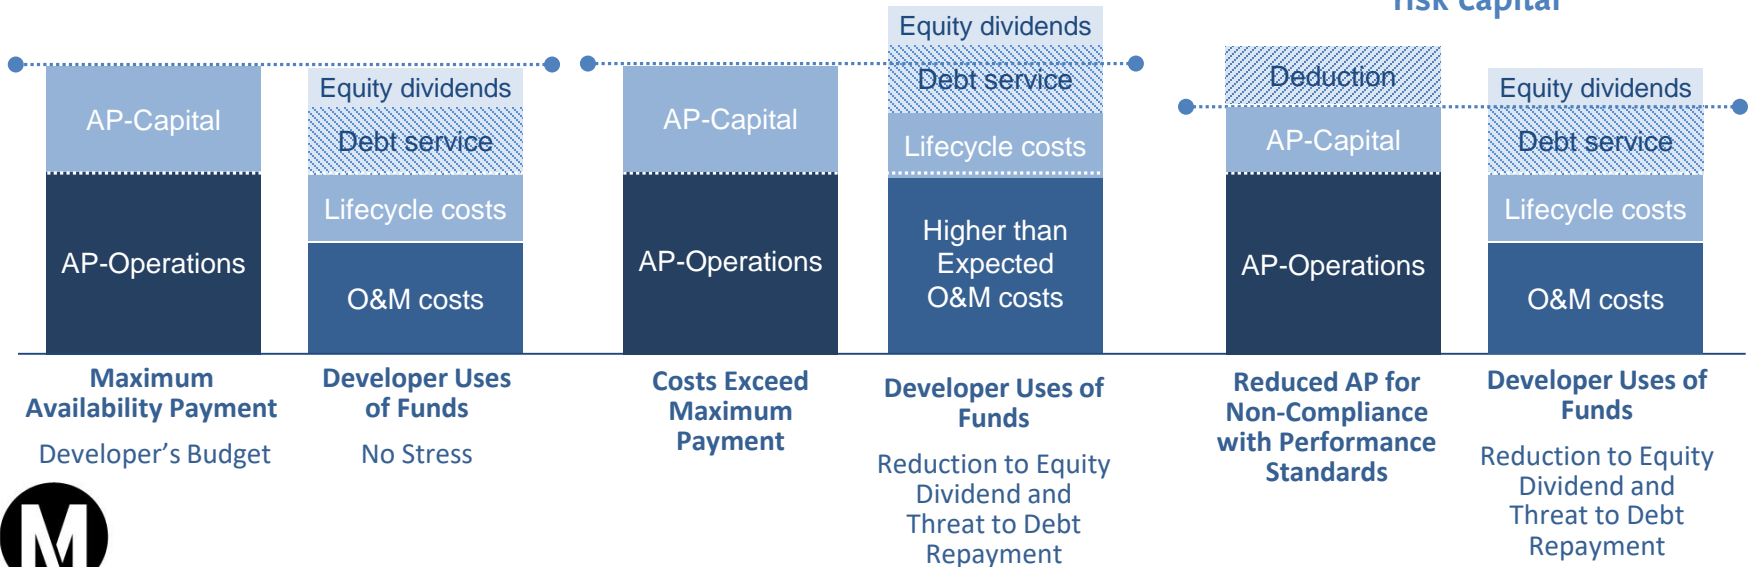 risk capital
AP-Capital
AP-Operations
Equity dividends
Debt service
Lifecycle costs
O&M costs
AP-Capital
AP-Operations
Equity dividends
Debt service
Lifecycle costs
Higher than
Expected
O&M costs
Deduction
AP-Capital
AP-Operations
Equity dividends
Debt service
Lifecycle costs
O&M costs
Maximum
Availability Payment
Developer's Budget
Developer Uses
of Funds
No Stress
Costs Exceed
Maximum
Payment
Developer Uses of
Funds
Reduction to Equity
Dividend and
Threat to Debt
Repayment
Reduced AP for
Non-Compliance
with Performance
Standards
Developer Uses of
Funds
Reduction to Equity
Dividend and
Threat to Debt
Repayment
M